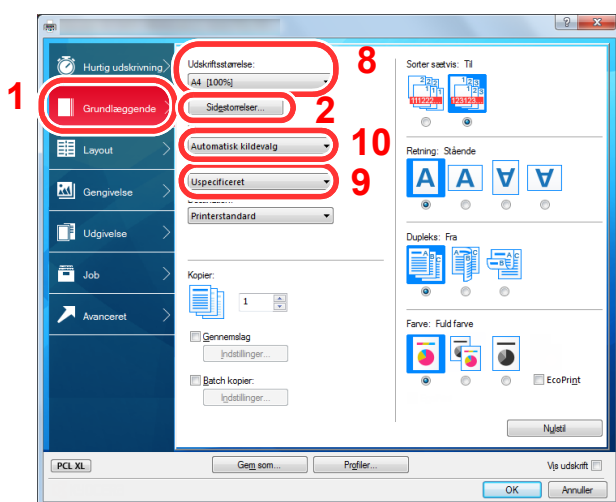 1
Hurtig udskrivning
Grundlæggende
Layout
Gengivelse
Udgivelse
Job
Avanceret
Udskriftsstørrelse:
8
A4 [100%]
Sidestørrelser...
2
Automatisk kildevalg
10
Uspecificeret
9
Printerstandard
Kopier:
1
Gennemslag
Indstillinger...
Batch kopier:
Indstillinger...
Sorter sætvis: Til
111222...
123123...
Retning: Stående
A A A A
Dupleks: Fra
Farve: Fuld farve
EcoPrint
Nulstil
PCL XL
Gem som...
Profiler...
Vis udskrift
OK
Annuller